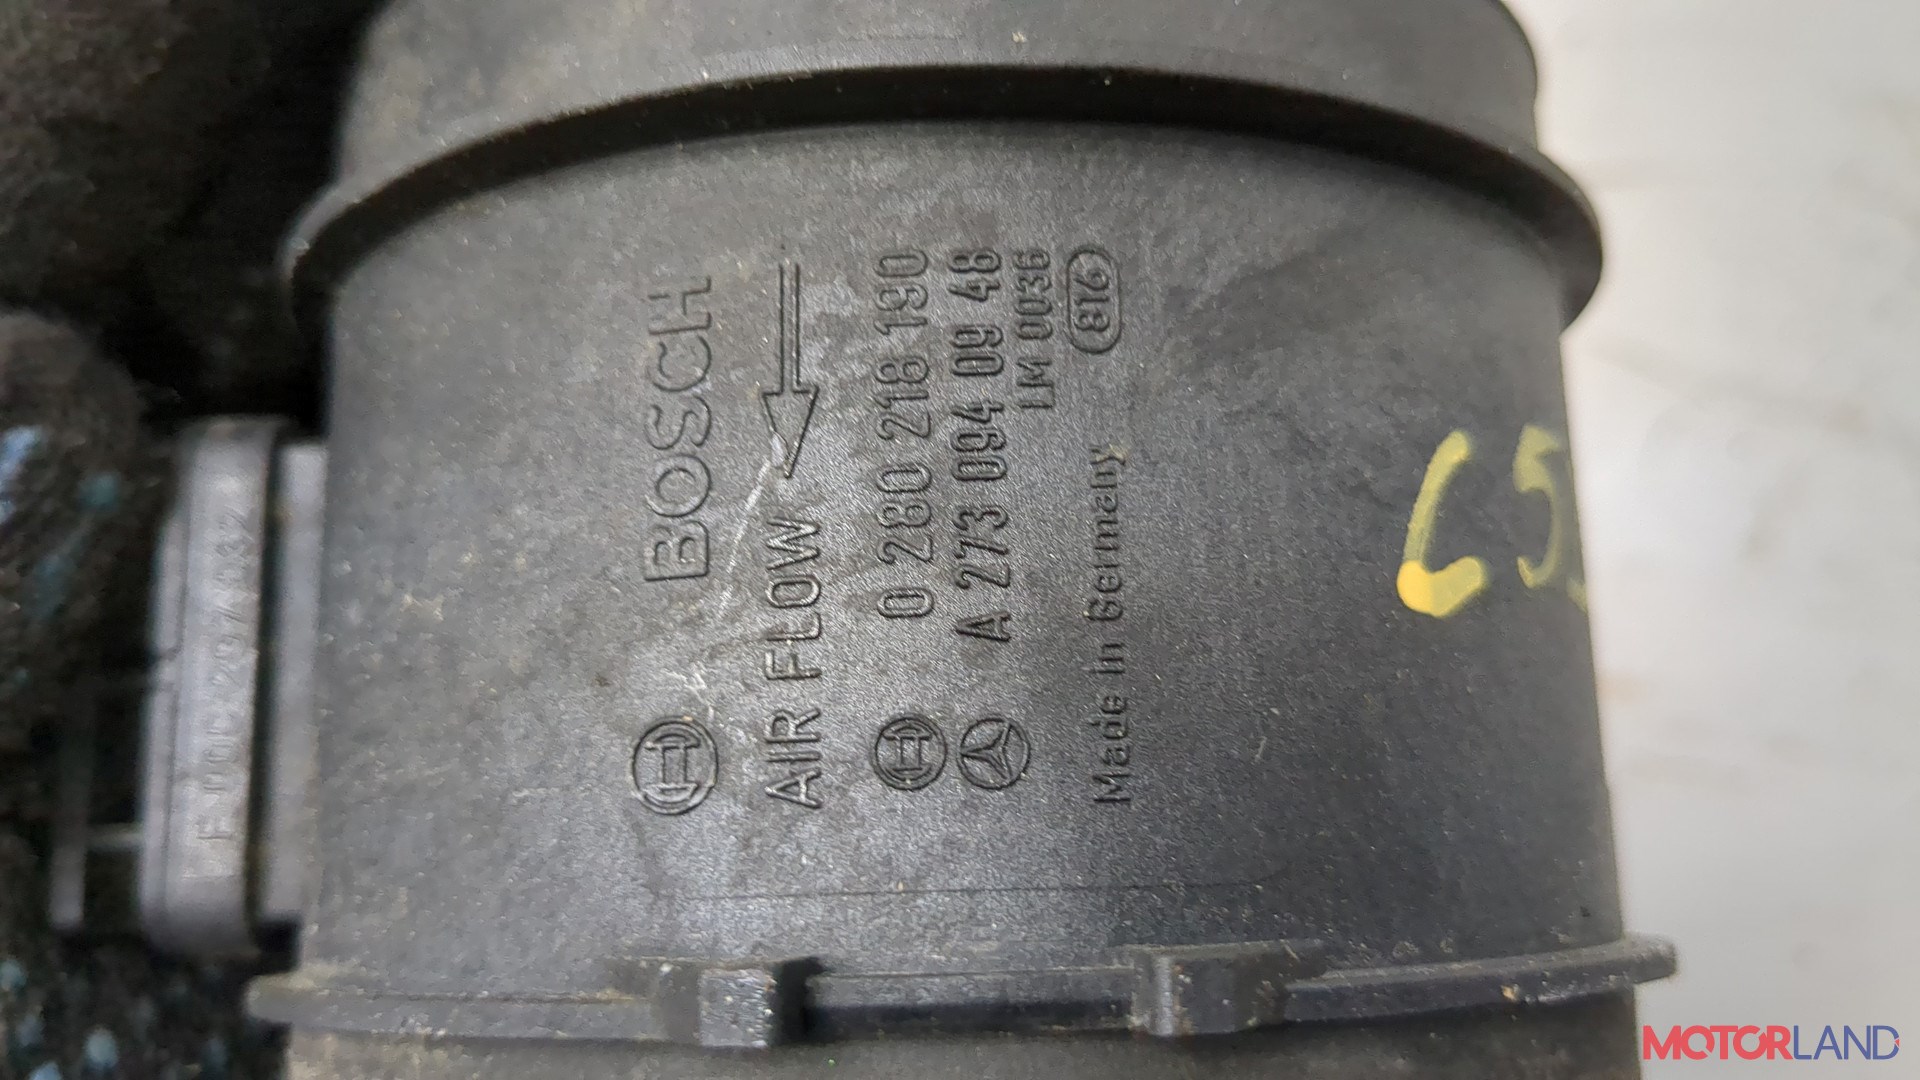 BOSCH
AIR FLOW
0 280 218 190
A 273 094 09 48
LM 0036
816
Made in Germany
MOTORLAND